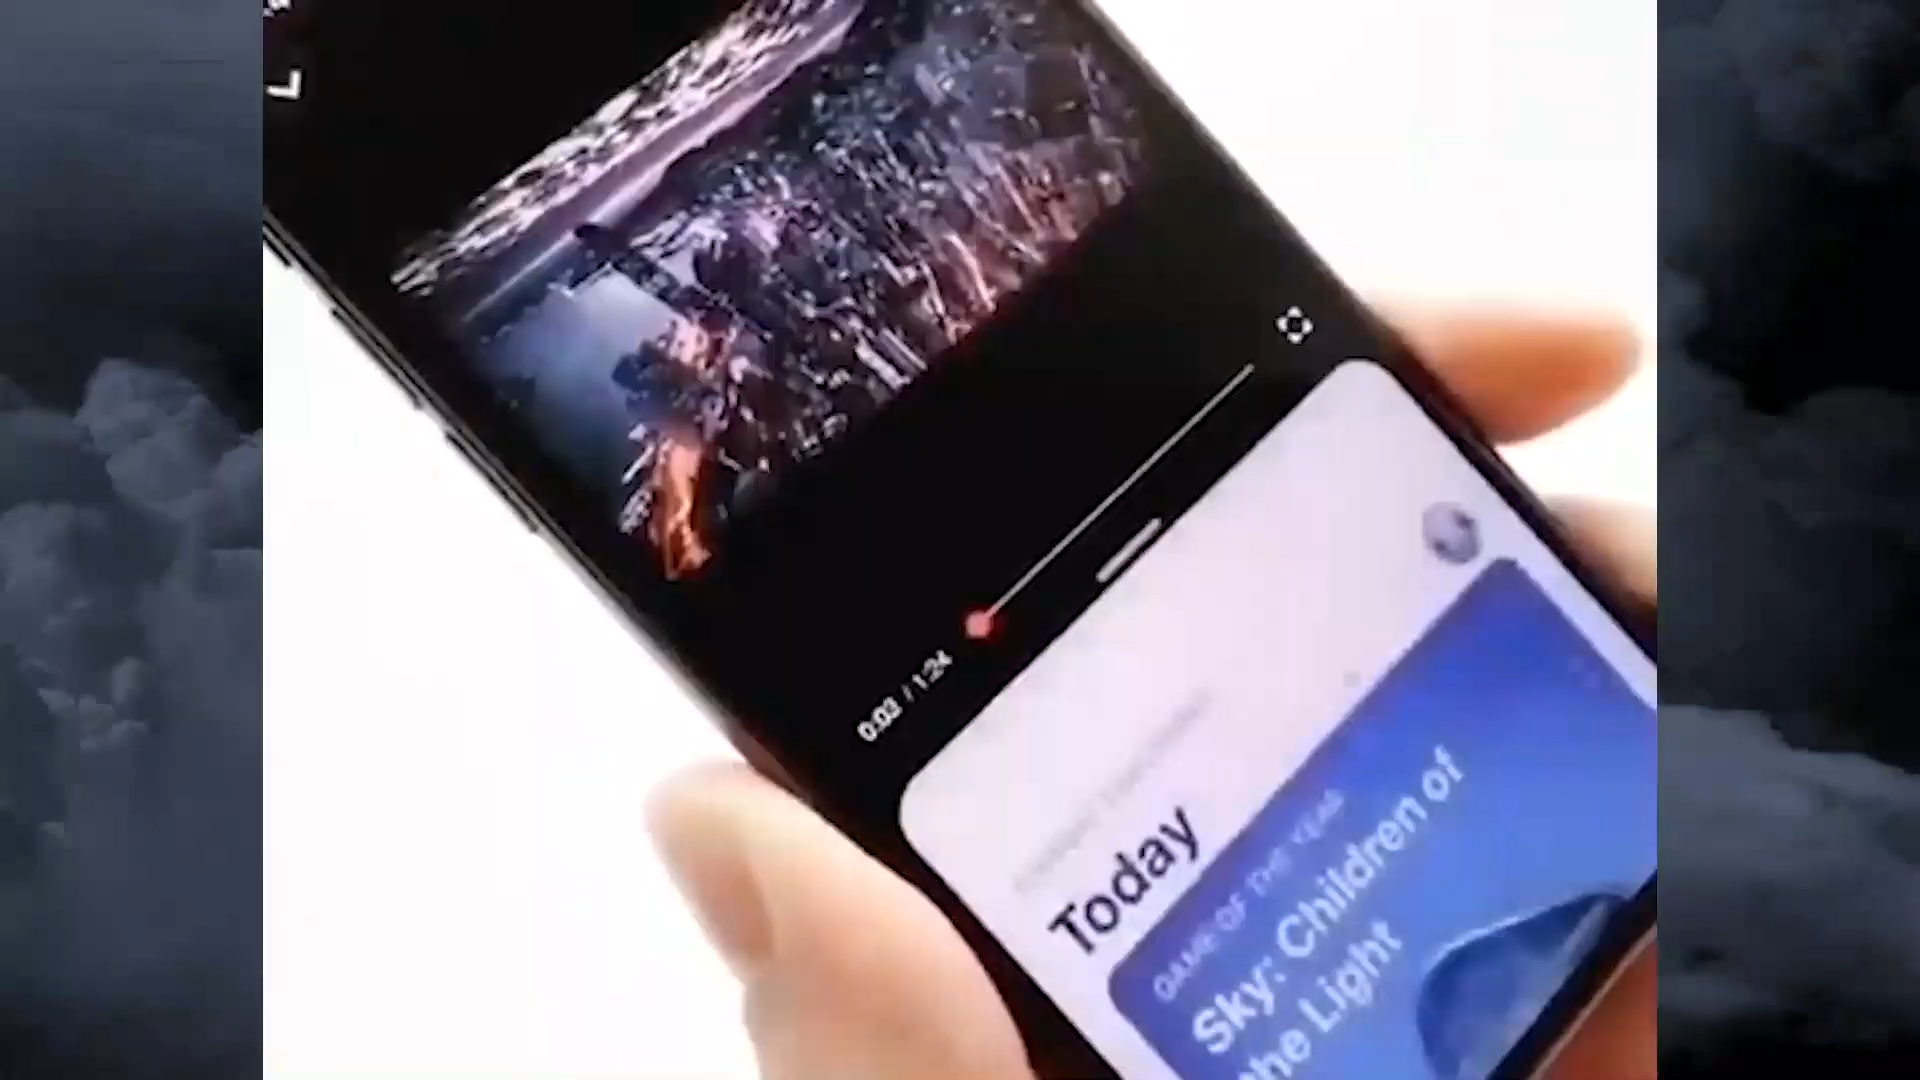 0:03 / 1:24
Today
GAME OF THE YEAR
Sky: Children of
the Light